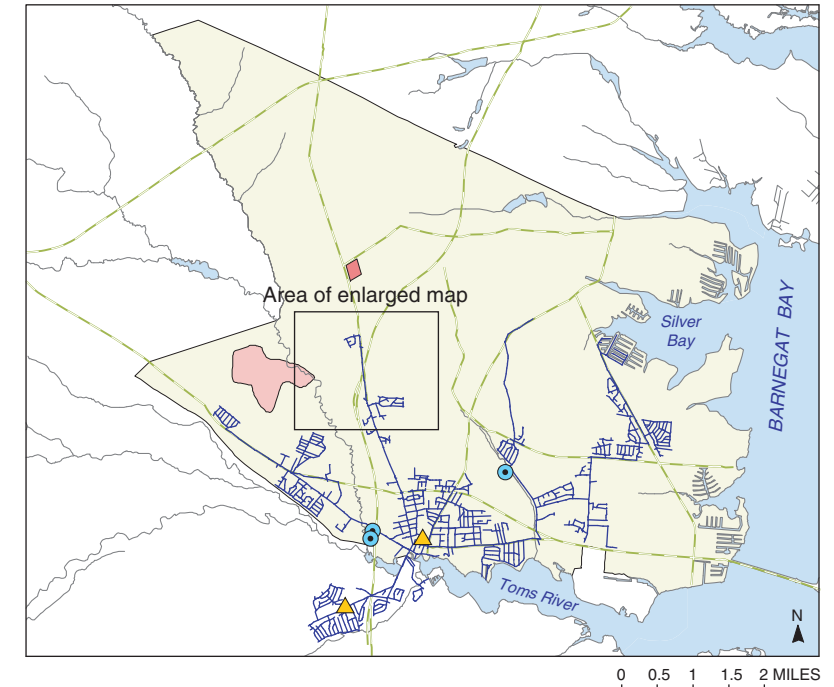 Area of enlarged map
Silver
Bay
BARNEGAT BAY
Toms River
N
0 0.5 1 1.5 2 MILES